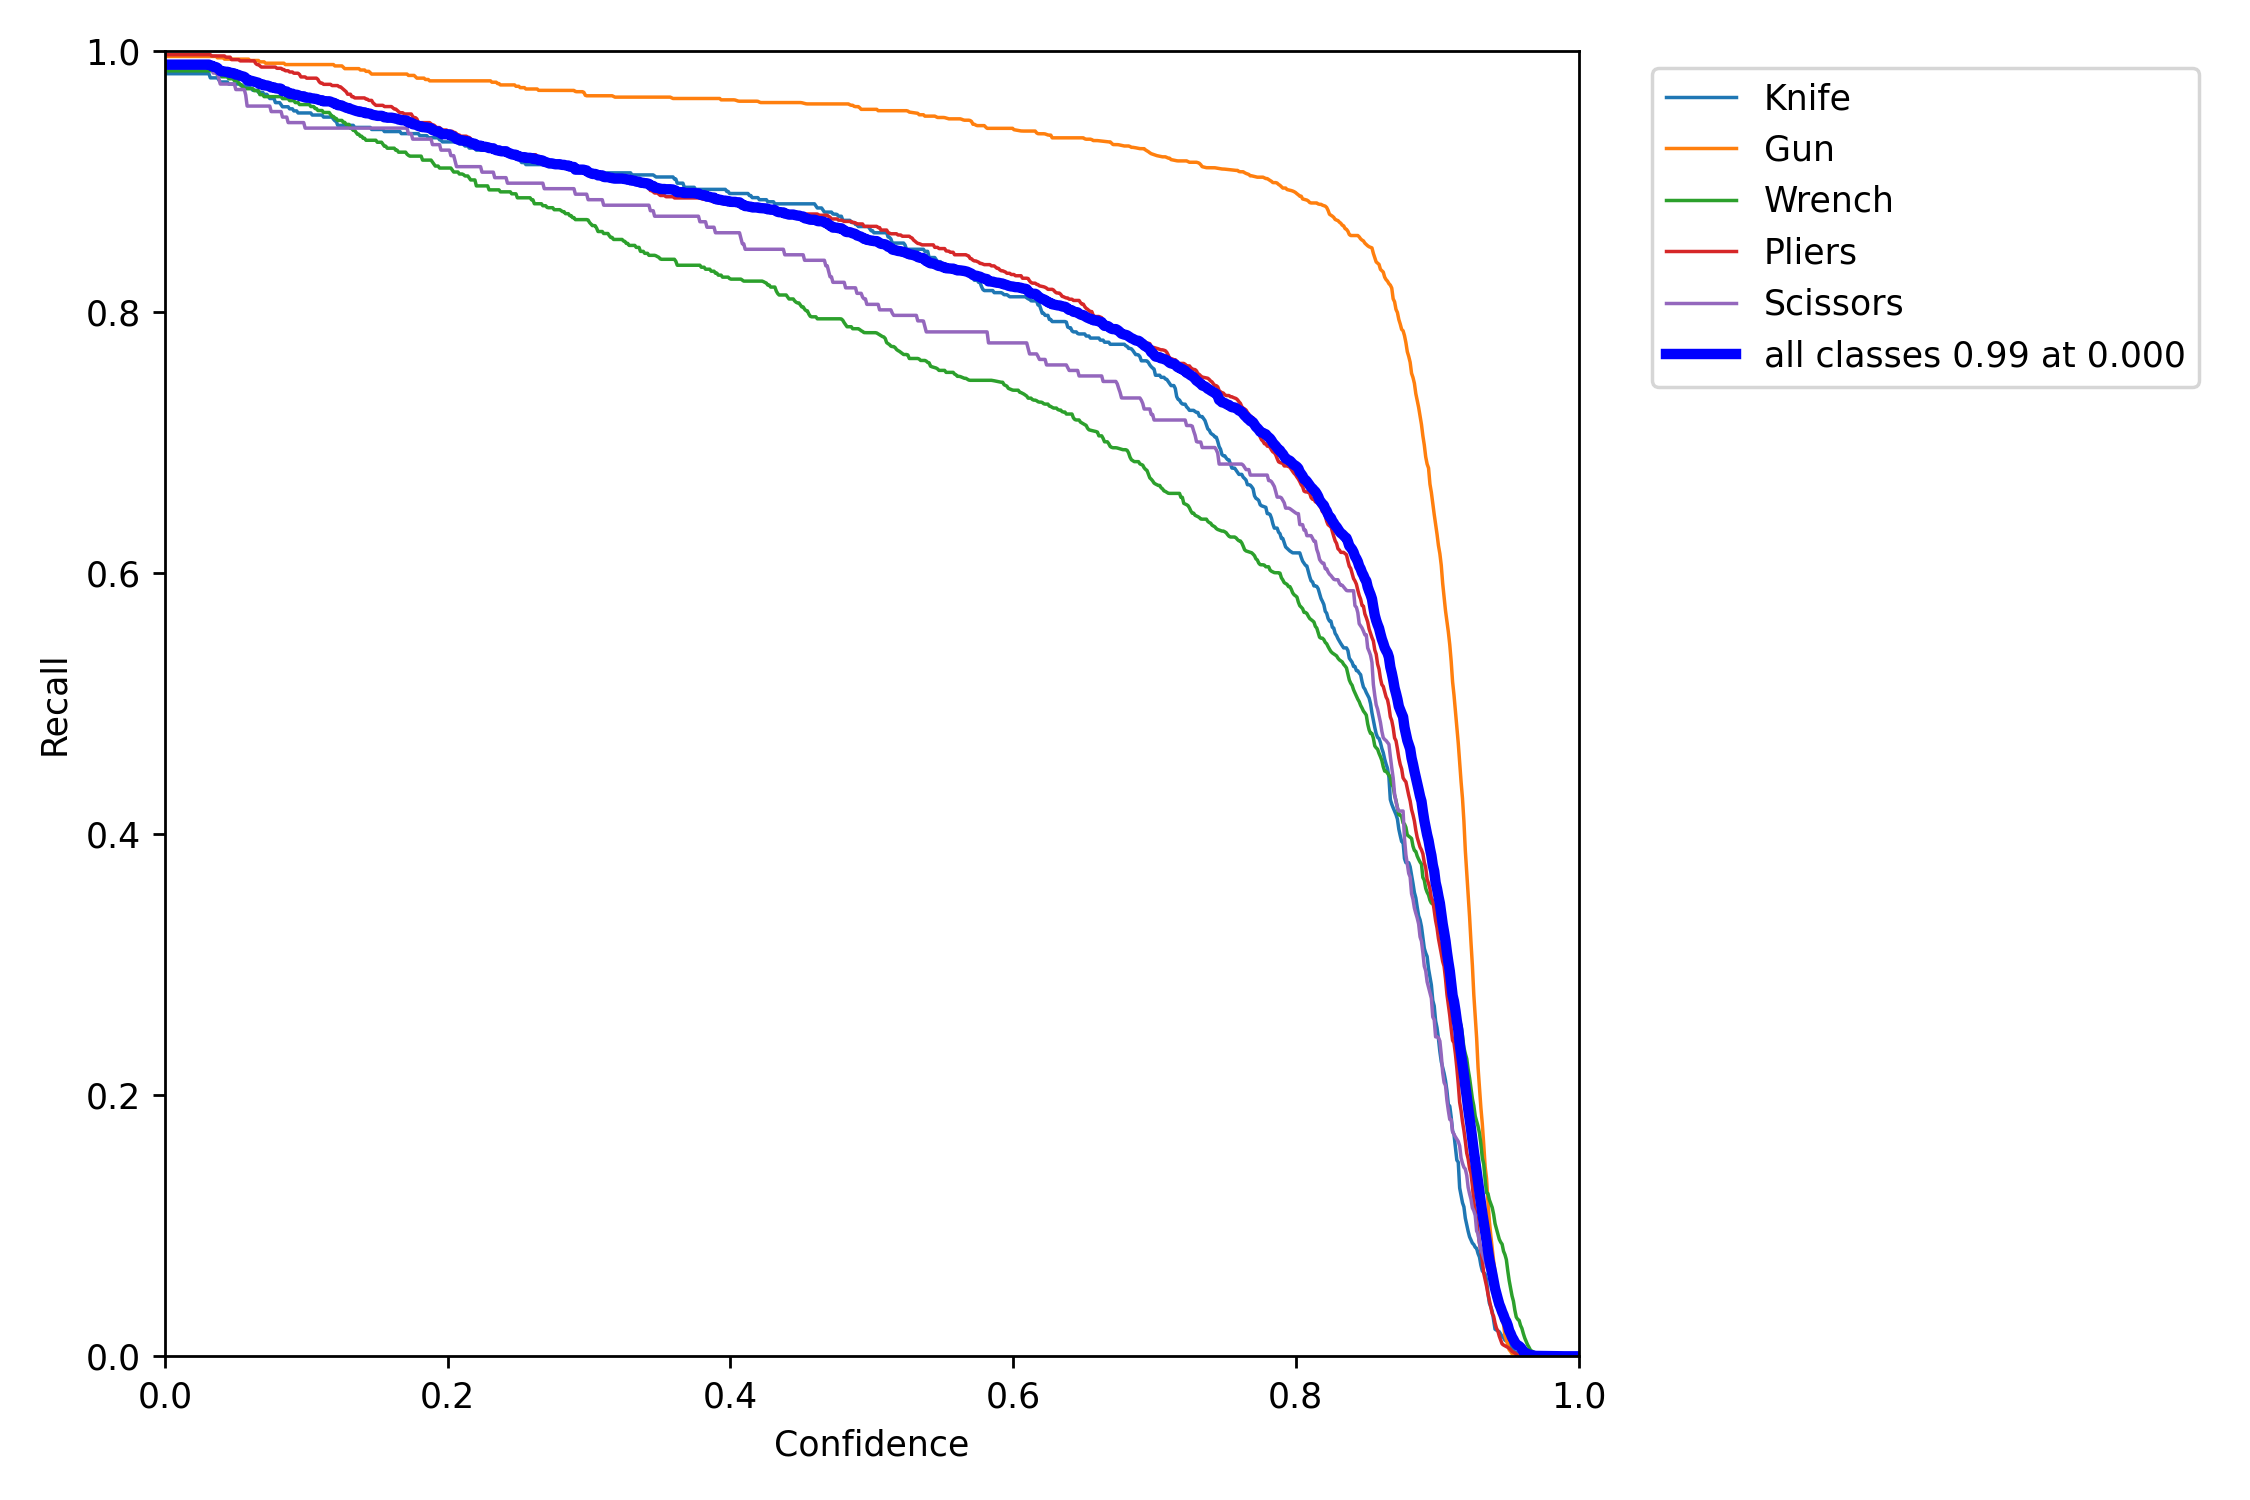 1.0
0.8
0.6
0.4
0.2
0.0
Recall
0.0 0.2 0.4 0.6 0.8 1.0
Confidence
Knife
Gun
Wrench
Pliers
Scissors
all classes 0.99 at 0.000